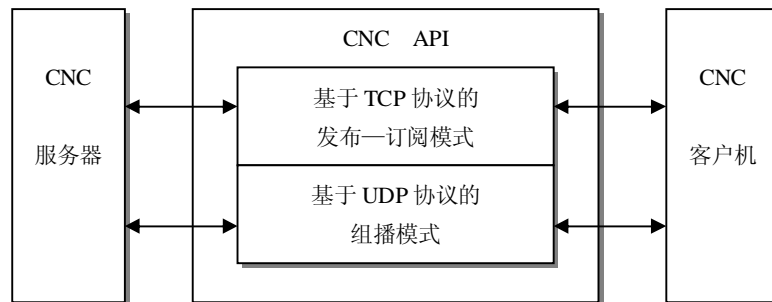 CNC
服务器
CNC API
基于 TCP 协议的
发布—订阅模式
基于 UDP 协议的
组播模式
CNC
客户机